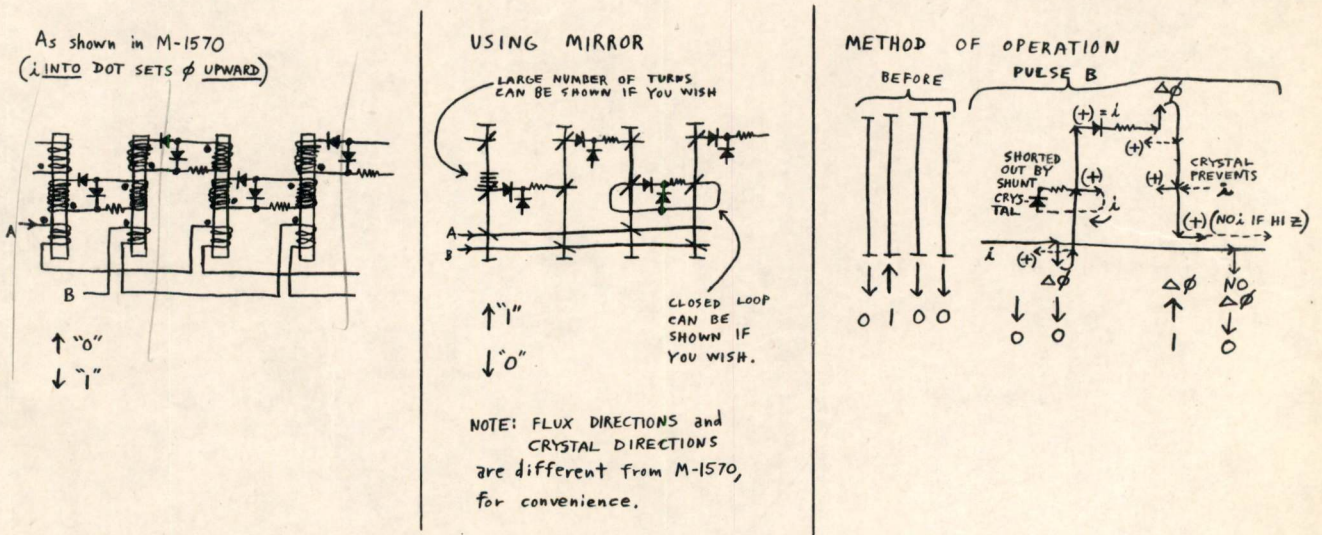 As shown in M-1570
(i INTO DOT SETS ϕ UPWARD)
A
B
↑ "0"
↓ "1"
USING MIRROR
LARGE NUMBER OF TURNS
CAN BE SHOWN IF YOU WISH
A
B
↑ "1"
↓ "0"
CLOSED LOOP
CAN BE
SHOWN IF
YOU WISH.
NOTE: FLUX DIRECTIONS and
CRYSTAL DIRECTIONS
are different from M-1570,
for convenience.
METHOD OF OPERATION
BEFORE
0 1 0 0
PULSE B
Δϕ
(+) = i
(+)
SHORTED
OUT BY
SHUNT
CRYS-
TAL
(+)
i
CRYSTAL
PREVENTS
i
(+)
(+) (NO i IF HI Z)
i
(+)
Δϕ
Δϕ
NO
Δϕ
0 0 1 0